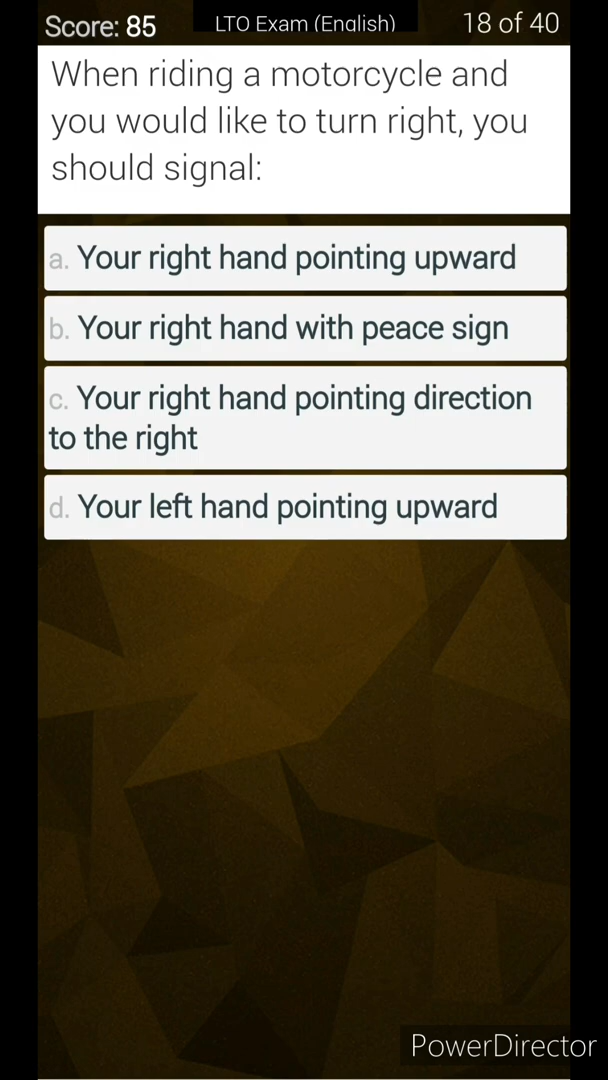 Score: 85 LTO Exam (English) 18 of 40
When riding a motorcycle and
you would like to turn right, you
should signal:
a. Your right hand pointing upward
b. Your right hand with peace sign
c. Your right hand pointing direction
to the right
d. Your left hand pointing upward
PowerDirector